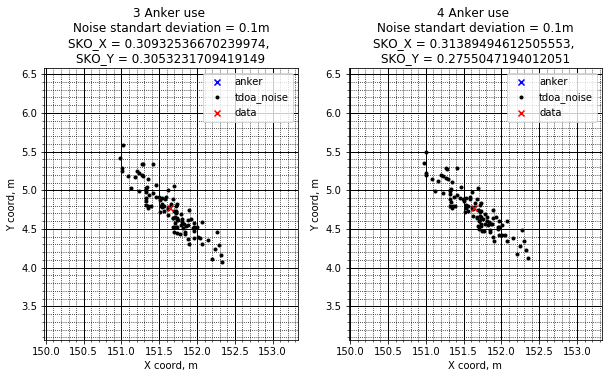 3 Anker use
Noise standart deviation = 0.1m
SKO_X = 0.30932536670239974,
SKO_Y = 0.3053231709419149
4 Anker use
Noise standart deviation = 0.1m
SKO_X = 0.31389494612505553,
SKO_Y = 0.2755047194012051
6.5
6.0
5.5
5.0
4.5
4.0
3.5
Y coord, m
anker
tdoa_noise
data
150.0 150.5 151.0 151.5 152.0 152.5 153.0
X coord, m
6.5
6.0
5.5
5.0
4.5
4.0
3.5
Y coord, m
anker
tdoa_noise
data
150.0 150.5 151.0 151.5 152.0 152.5 153.0
X coord, m